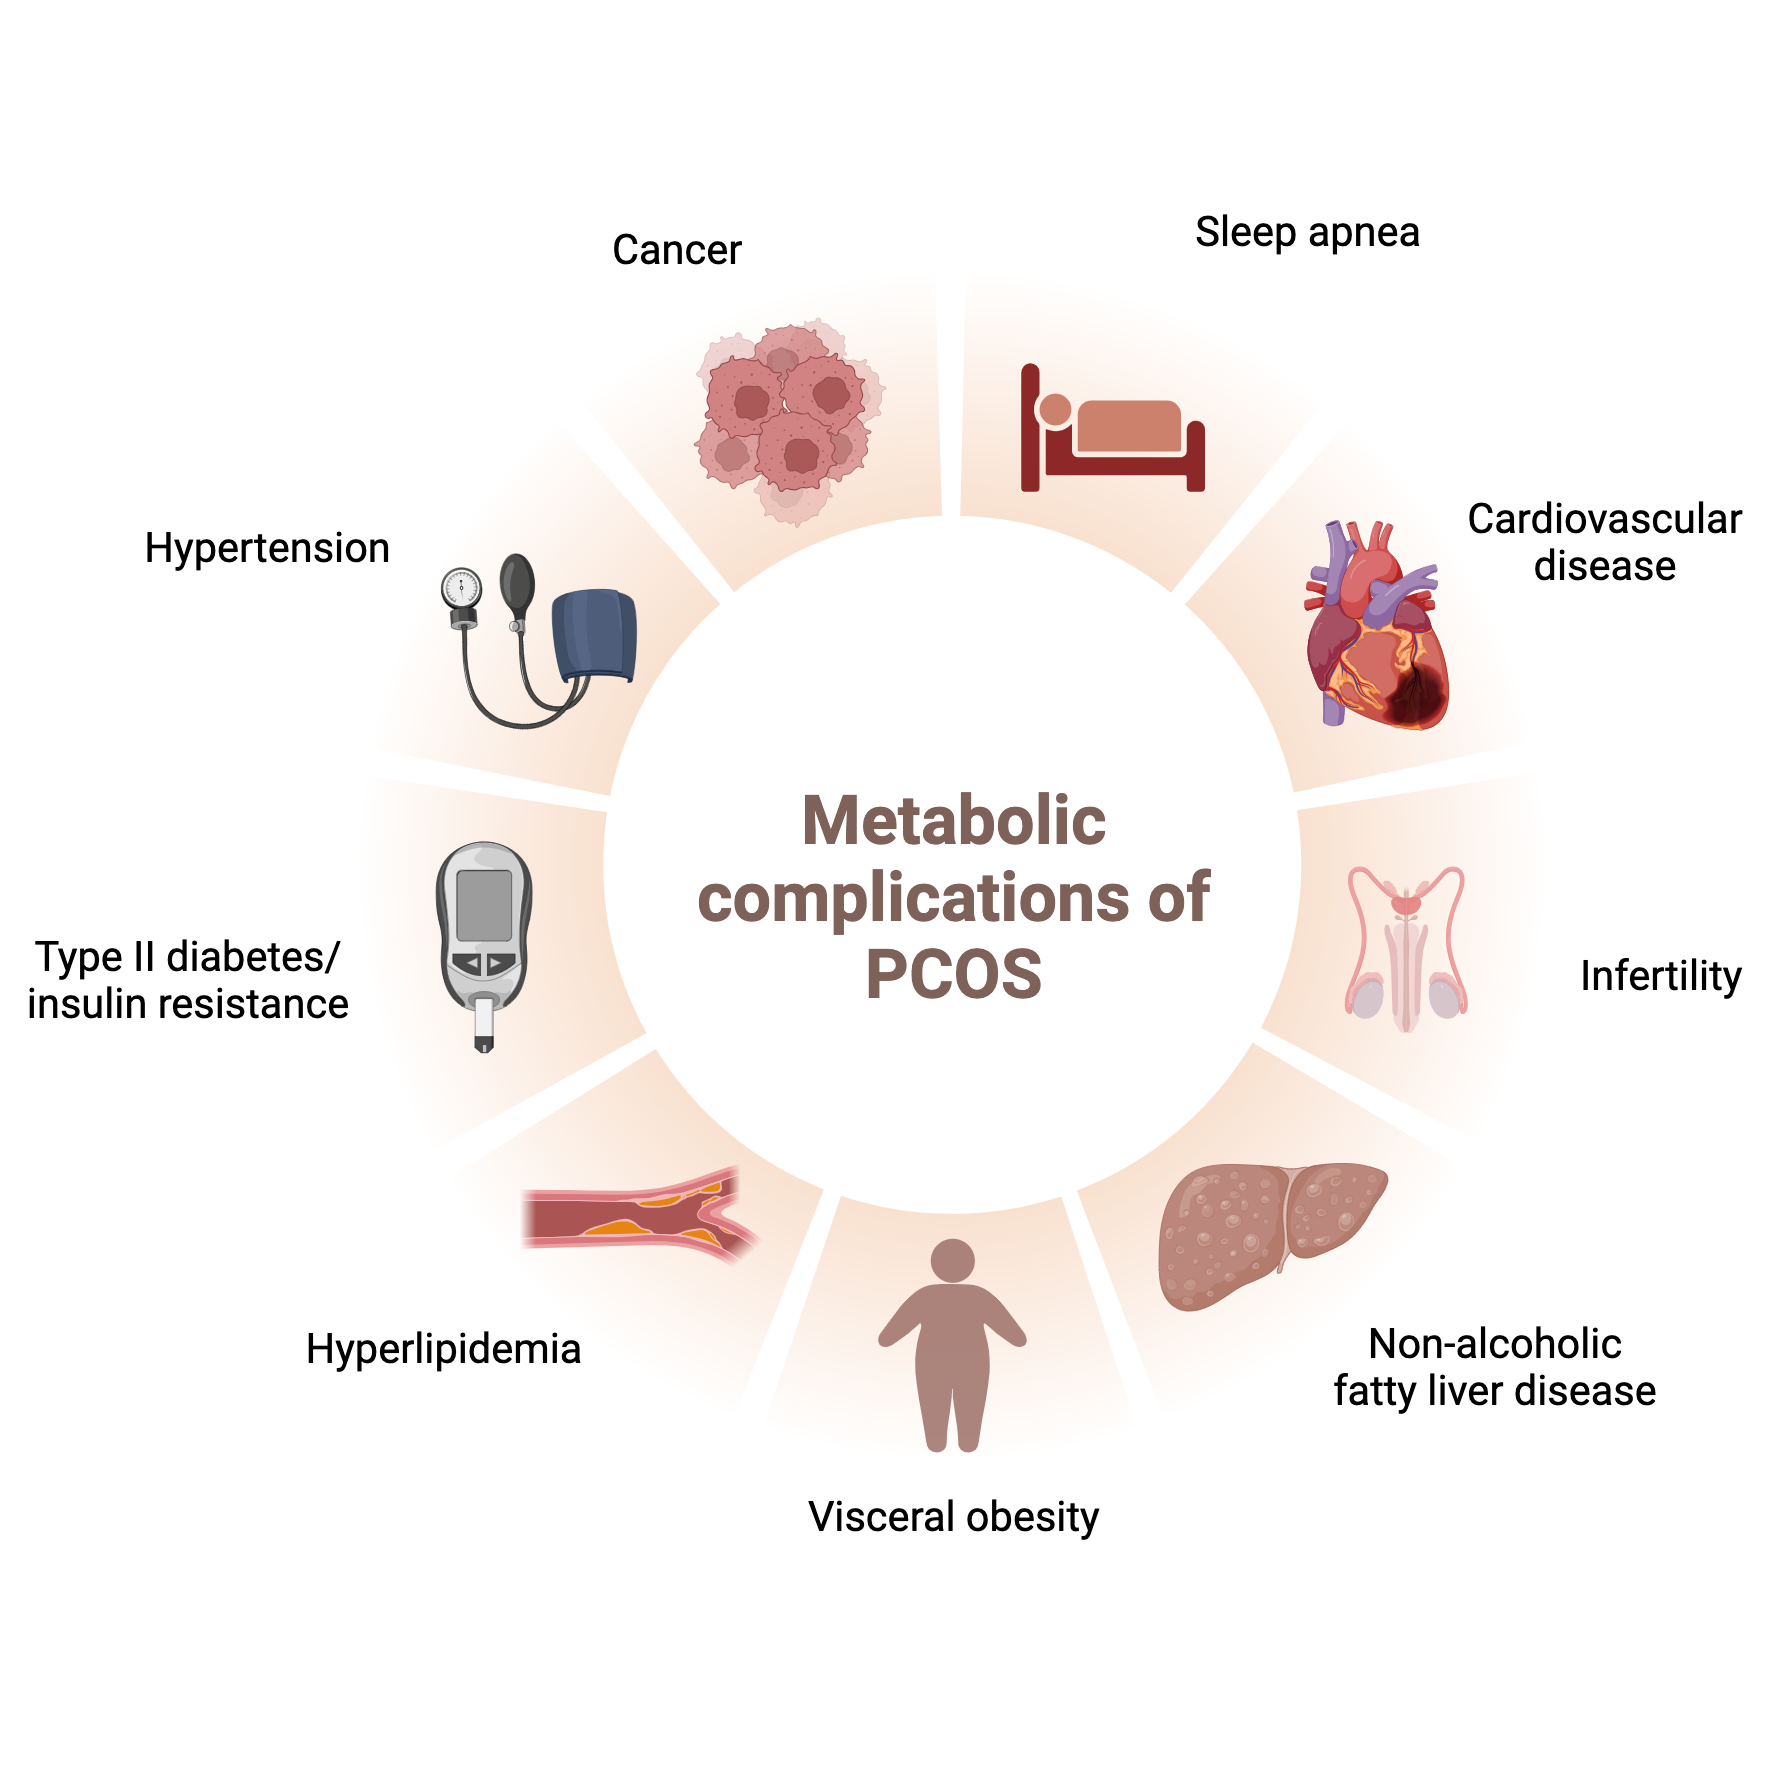 Cancer
Sleep apnea
Hypertension
Cardiovascular
disease
Metabolic
complications of
PCOS
Type II diabetes/
insulin resistance
Infertility
Hyperlipidemia
Non-alcoholic
fatty liver disease
Visceral obesity